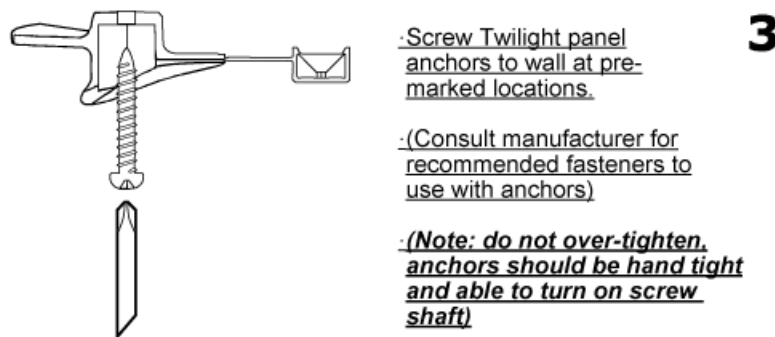 ·Screw Twilight panel
anchors to wall at pre-
marked locations.
·(Consult manufacturer for
recommended fasteners to
use with anchors)
·(Note: do not over-tighten,
anchors should be hand tight
and able to turn on screw
shaft)
3